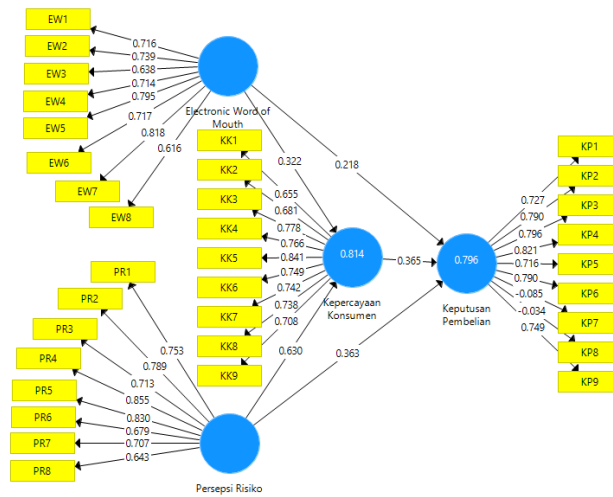 EW1
EW2
EW3
EW4
EW5
EW6
EW7
EW8
0.716
0.739
0.638
0.714
0.795
0.717
0.818
0.616
Electronic Word of
Mouth
0.322
0.218
KK1
KK2
KK3
KK4
KK5
KK6
KK7
KK8
KK9
0.655
0.681
0.778
0.766
0.841
0.749
0.742
0.738
0.708
0.814
Kepercayaan
Konsumen
0.365
0.796
Keputusan
Pembelian
KP1
KP2
KP3
KP4
KP5
KP6
KP7
KP8
KP9
0.727
0.790
0.796
0.821
0.716
0.790
-0.085
-0.034
0.749
0.630
0.363
PR1
PR2
PR3
PR4
PR5
PR6
PR7
PR8
0.753
0.789
0.713
0.855
0.830
0.679
0.707
0.643
Persepsi Risiko